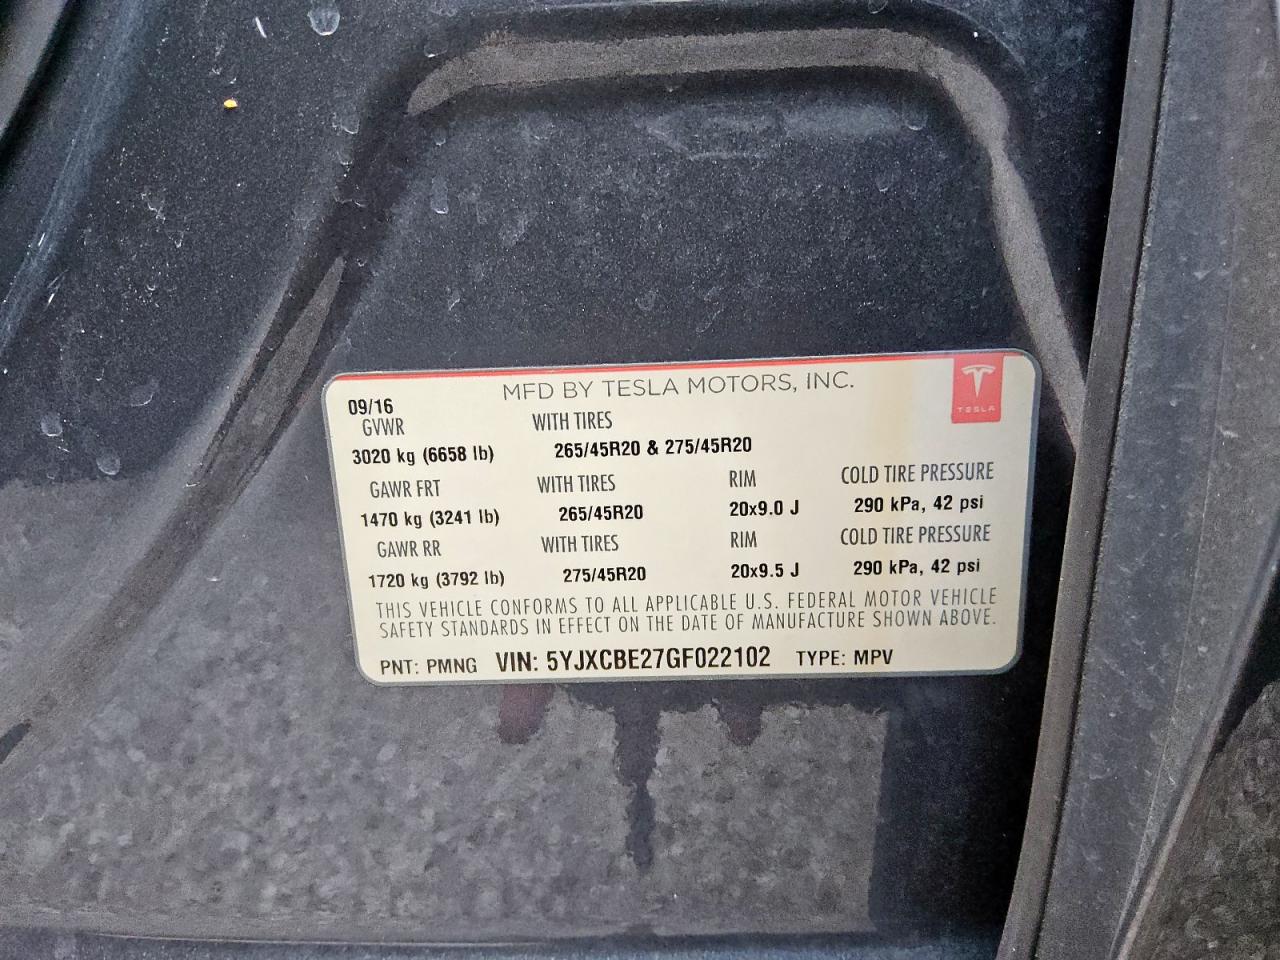 MFD BY TESLA MOTORS, INC.
TESLA
09/16
GVWR WITH TIRES
3020 kg (6658 lb) 265/45R20 & 275/45R20
GAWR FRT WITH TIRES RIM COLD TIRE PRESSURE
1470 kg (3241 lb) 265/45R20 20x9.0 J 290 kPa, 42 psi
GAWR RR WITH TIRES RIM COLD TIRE PRESSURE
1720 kg (3792 lb) 275/45R20 20x9.5 J 290 kPa, 42 psi
THIS VEHICLE CONFORMS TO ALL APPLICABLE U.S. FEDERAL MOTOR VEHICLE
SAFETY STANDARDS IN EFFECT ON THE DATE OF MANUFACTURE SHOWN ABOVE.
PNT: PMNG VIN: 5YJXCBE27GF022102 TYPE: MPV